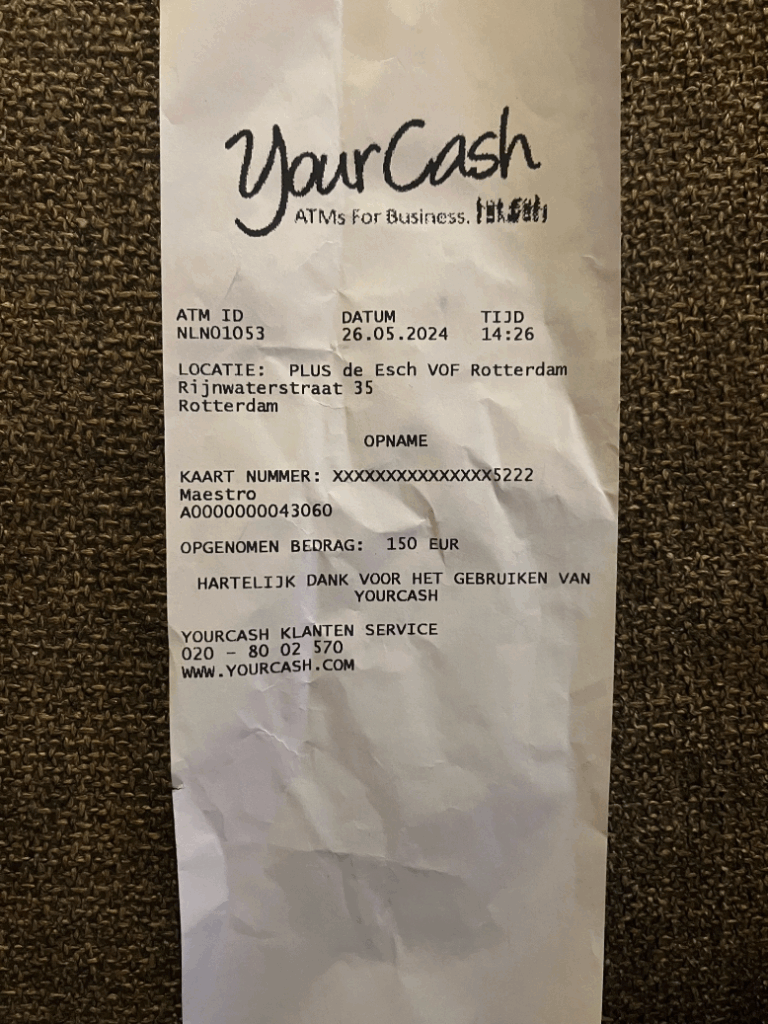 YourCash
ATMs For Business.
ATM ID DATUM TIJD
NLN01053 26.05.2024 14:26
LOCATIE: PLUS de Esch VOF Rotterdam
Rijnwaterstraat 35
Rotterdam
OPNAME
KAART NUMMER: XXXXXXXXXXXXXXX5222
Maestro
A0000000043060
OPGENOMEN BEDRAG: 150 EUR
HARTELIJK DANK VOOR HET GEBRUIKEN VAN
YOURCASH
YOURCASH KLANTEN SERVICE
020 - 80 02 570
WWW.YOURCASH.COM